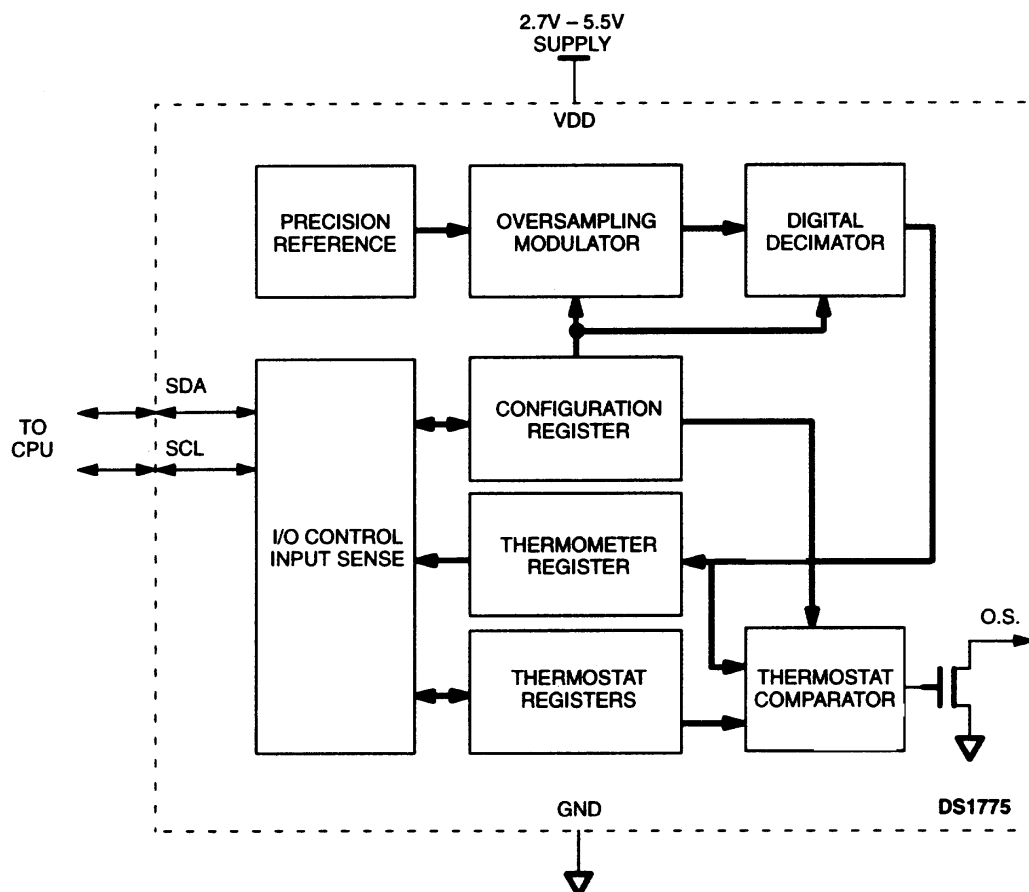 2.7V – 5.5V
SUPPLY
VDD
PRECISION
REFERENCE
OVERSAMPLING
MODULATOR
DIGITAL
DECIMATOR
SDA
TO
CPU
SCL
CONFIGURATION
REGISTER
I/O CONTROL
INPUT SENSE
THERMOMETER
REGISTER
O.S.
THERMOSTAT
REGISTERS
THERMOSTAT
COMPARATOR
GND
DS1775